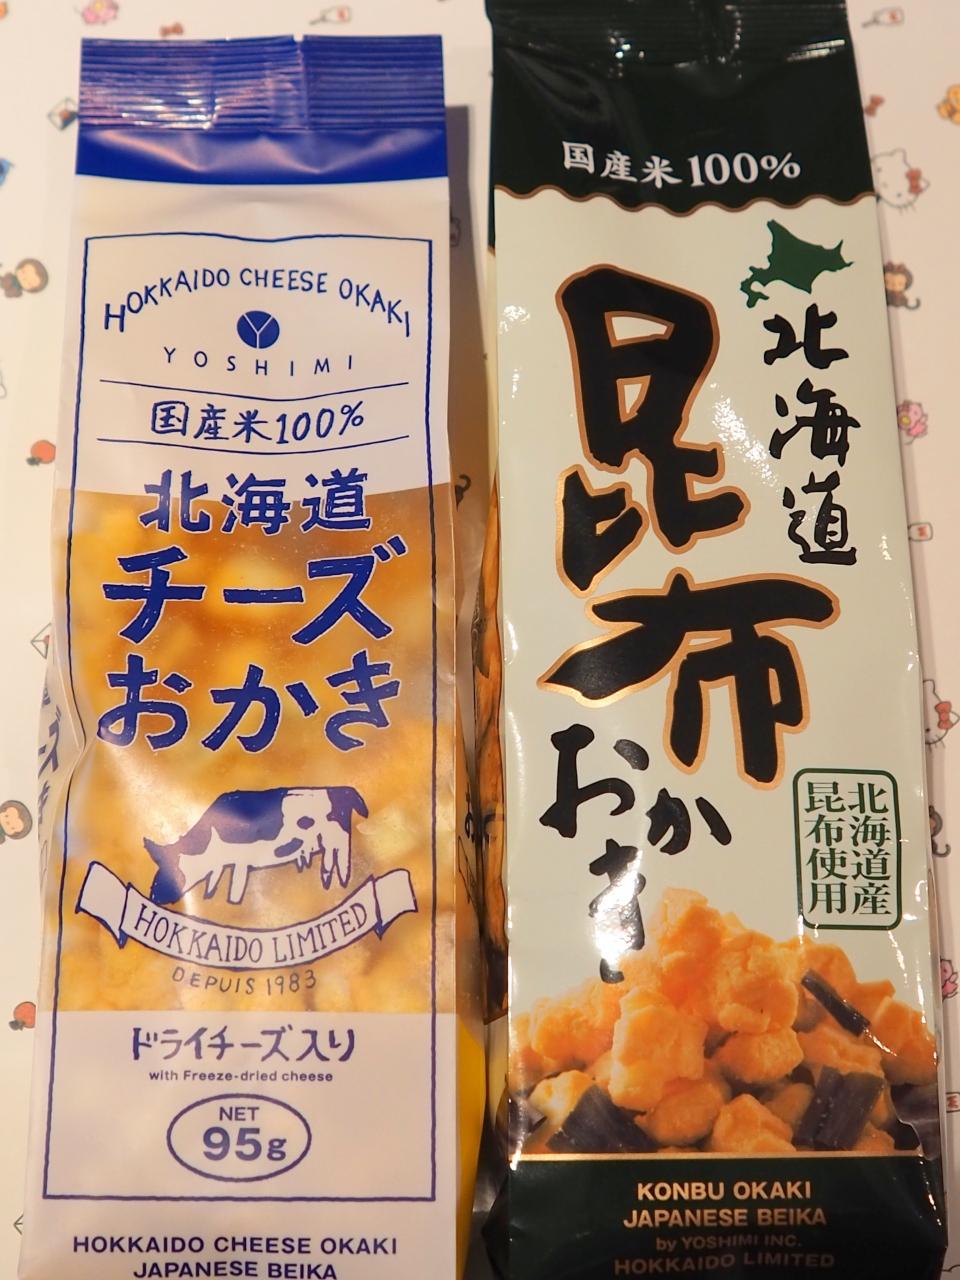 HOKKAIDO CHEESE OKAKI
YOSHIMI
国産米100%
北海道
チーズ
おかき
HOKKAIDO LIMITED
DEPUIS 1983
ドライチーズ入り
with Freeze-dried cheese
NET
95g
HOKKAIDO CHEESE OKAKI
JAPANESE BEIKA
国産米100%
北海道
昆布
おかき
北海道産
昆布使用
KONBU OKAKI
JAPANESE BEIKA
by YOSHIMI INC.
HOKKAIDO LIMITED